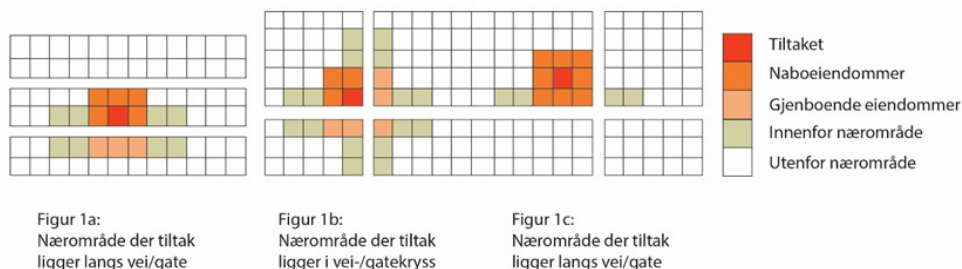 Tiltaket
Naboeiendommer
Gjenboende eiendommer
Innenfor nærområde
Utenfor nærområde
Figur 1a:
Nærområde der tiltak
ligger langs vei/gate
Figur 1b:
Nærområde der tiltak
ligger i vei-/gatekryss
Figur 1c:
Nærområde der tiltak
ligger langs vei/gate